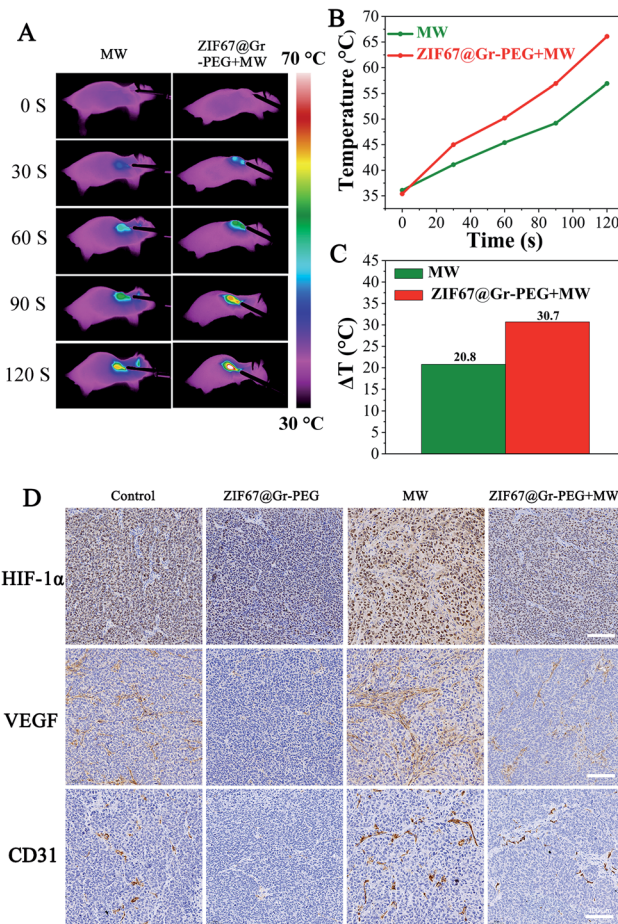 A
MW
ZIF67@Gr
-PEG+MW
70 °C
0 S
30 S
60 S
90 S
120 S
30 °C
B
MW
ZIF67@Gr-PEG+MW
Temperature (°C)
65
60
55
50
45
40
35
0 20 40 60 80 100 120
Time (s)
C
MW
ZIF67@Gr-PEG+MW
ΔT (°C)
45
40
35
30
25
20
15
10
5
0
20.8
30.7
D
Control
ZIF67@Gr-PEG
MW
ZIF67@Gr-PEG+MW
HIF-1α
VEGF
CD31